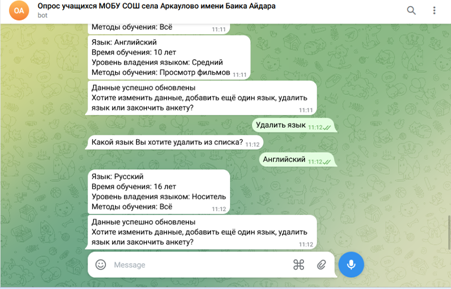 Опрос учащихся МОБУ СОШ села Аркаулово имени Баика Айдара
ОА
bot
Методы обучения: Всё
11:11
Язык: Английский
Время обучения: 10 лет
Уровень владения языком: Средний
Методы обучения: Просмотр фильмов 11:11
Данные успешно обновлены
Хотите изменить данные, добавить ещё один язык, удалить
язык или закончить анкету?
11:11
Удалить язык 11:12
Какой язык Вы хотите удалить из списка? 11:12
Английский 11:12
Язык: Русский
Время обучения: 16 лет
Уровень владения языком: Носитель
Методы обучения: Всё
11:12
Данные успешно обновлены
Хотите изменить данные, добавить ещё один язык, удалить
язык или закончить анкету?
11:12
Message